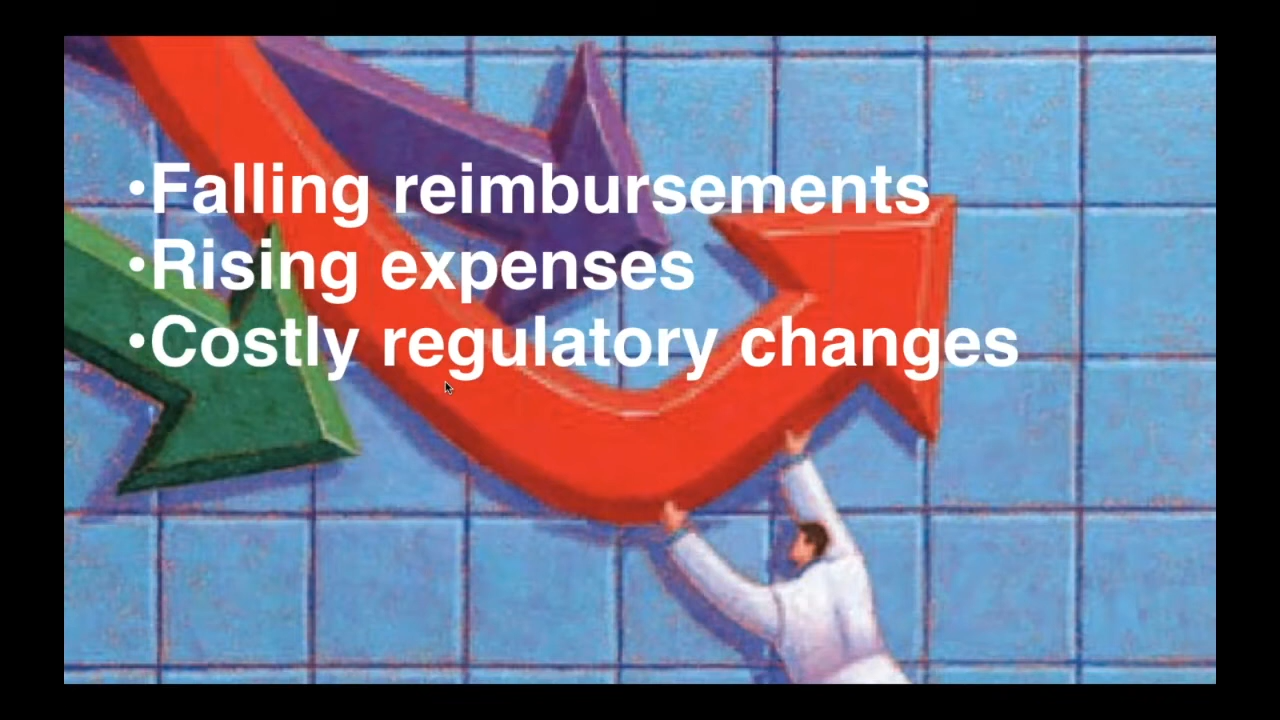 •Falling reimbursements
•Rising expenses
•Costly regulatory changes